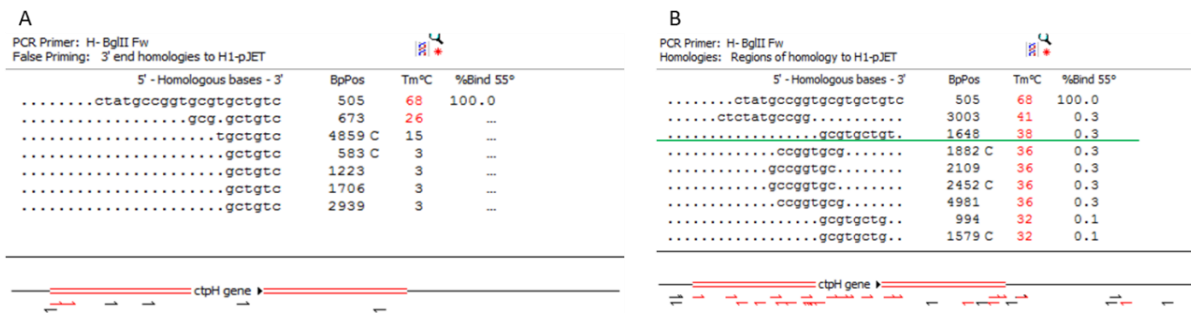 A
PCR Primer: H- BglII Fw
False Priming: 3' end homologies to H1-pJET
5' - Homologous bases - 3' BpPos Tm°C %Bind 55°
........ctatgccggtgcgtgctgtc 505 68 100.0
...................gcg.gctgtc 673 26 ...
......................tgctgtc 4859 C 15 ...
.......................gctgtc 583 C 3 ...
.......................gctgtc 1223 3 ...
.......................gctgtc 1706 3 ...
.......................gctgtc 2939 3 ...
ctpH gene
B
PCR Primer: H- BglII Fw
Homologies: Regions of homology to H1-pJET
5' - Homologous bases - 3' BpPos Tm°C %Bind 55°
........ctatgccggtgcgtgctgtc 505 68 100.0
......ctctatgccgg........... 3003 41 0.3
..................gcgtgctgt. 1648 38 0.3
.............ccggtgcg....... 1882 C 36 0.3
............gccggtgc........ 2109 36 0.3
............gccggtgc........ 2452 C 36 0.3
.............ccggtgcg....... 4981 36 0.3
..................gcgtgctg.. 994 32 0.1
..................gcgtgctg.. 1579 C 32 0.1
ctpH gene